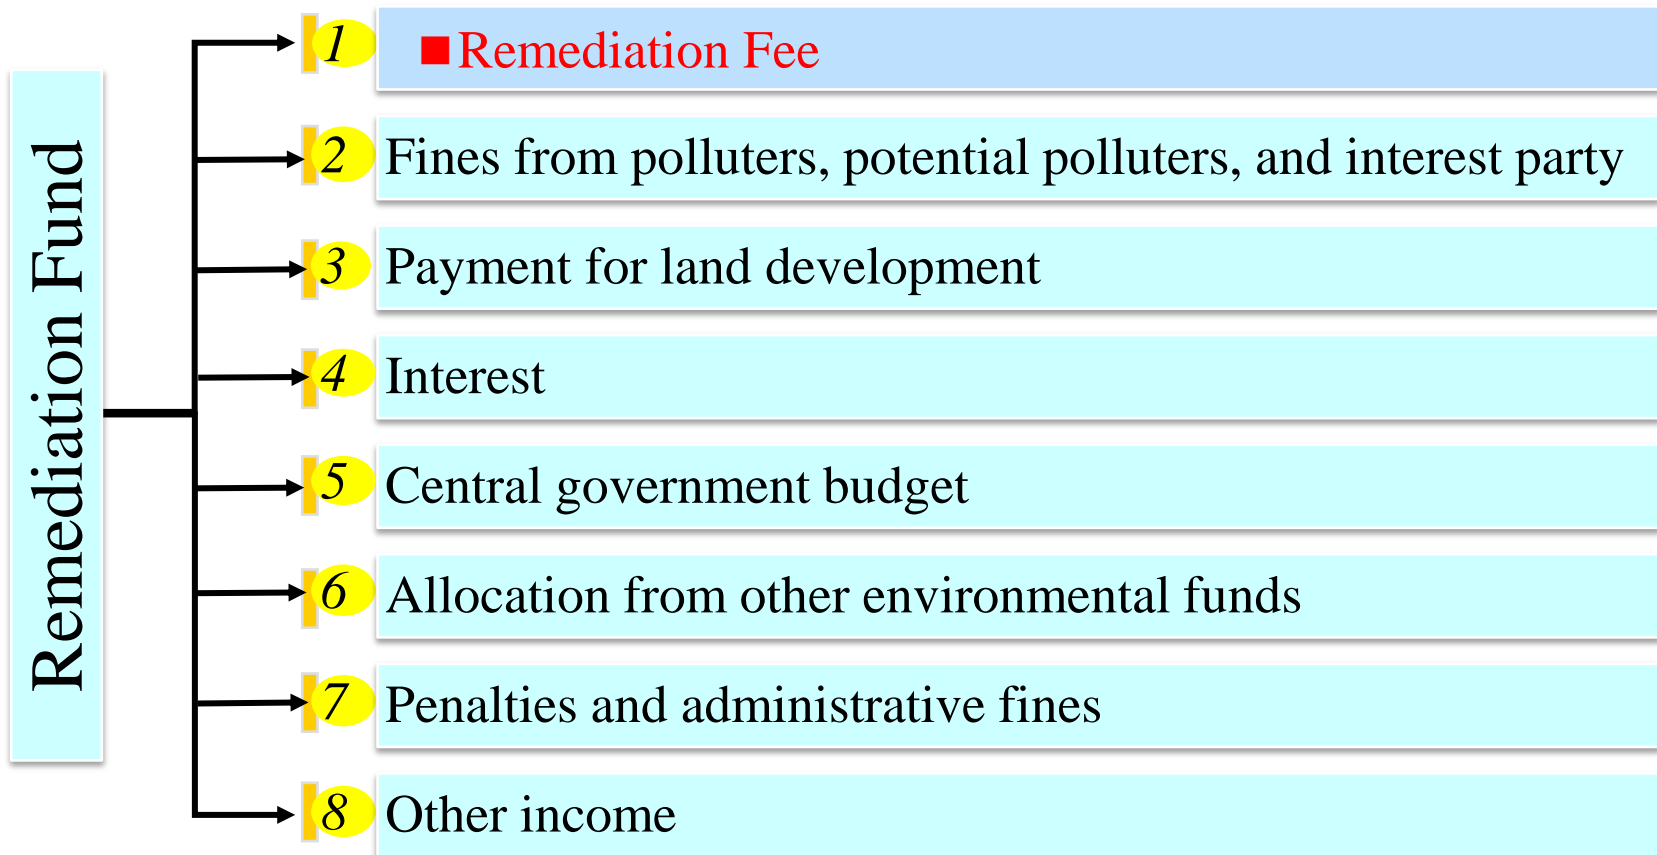 Remediation Fund
1 ■ Remediation Fee
2 Fines from polluters, potential polluters, and interest party
3 Payment for land development
4 Interest
5 Central government budget
6 Allocation from other environmental funds
7 Penalties and administrative fines
8 Other income